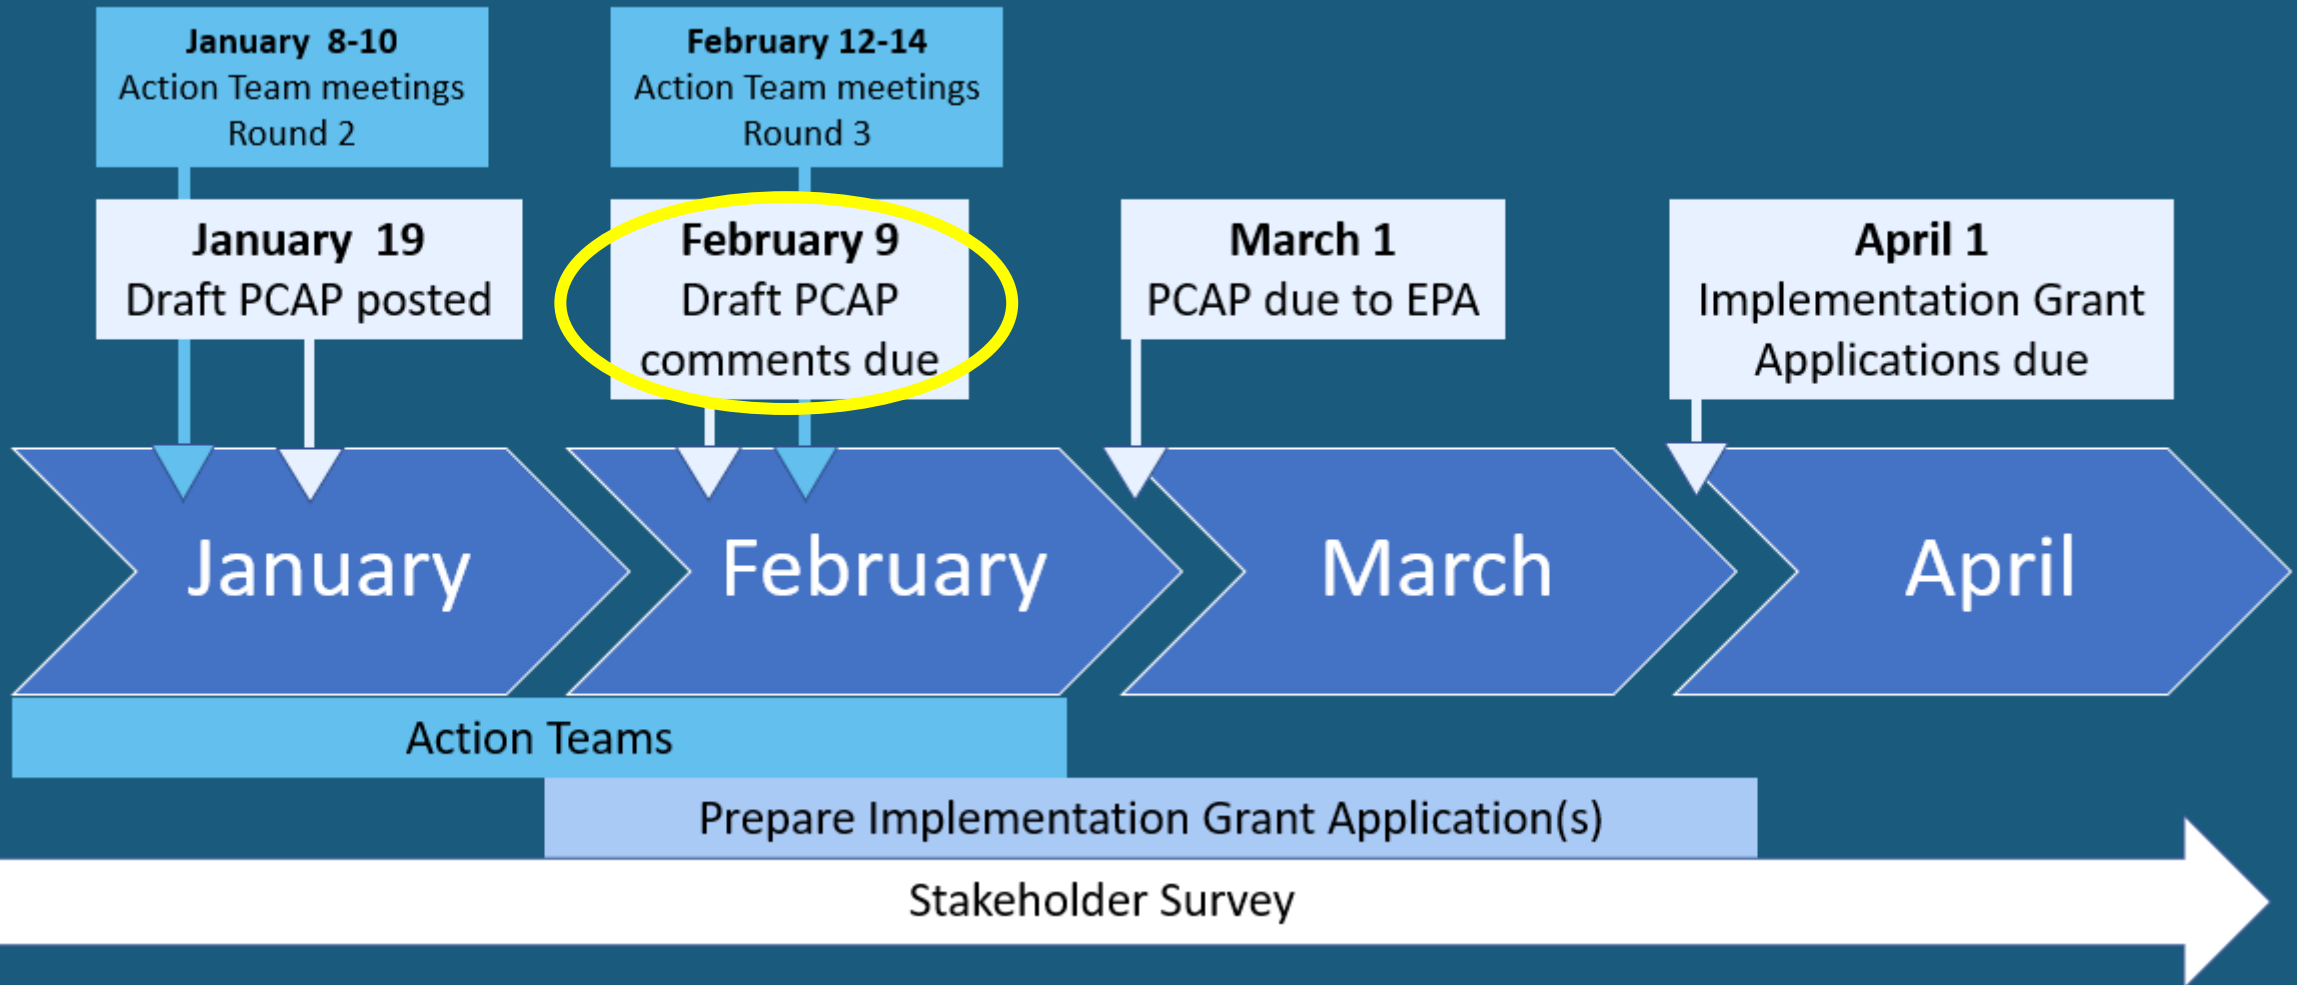 January 8-10
Action Team meetings
Round 2
February 12-14
Action Team meetings
Round 3
January 19
Draft PCAP posted
February 9
Draft PCAP
comments due
March 1
PCAP due to EPA
April 1
Implementation Grant
Applications due
January
February
March
April
Action Teams
Prepare Implementation Grant Application(s)
Stakeholder Survey